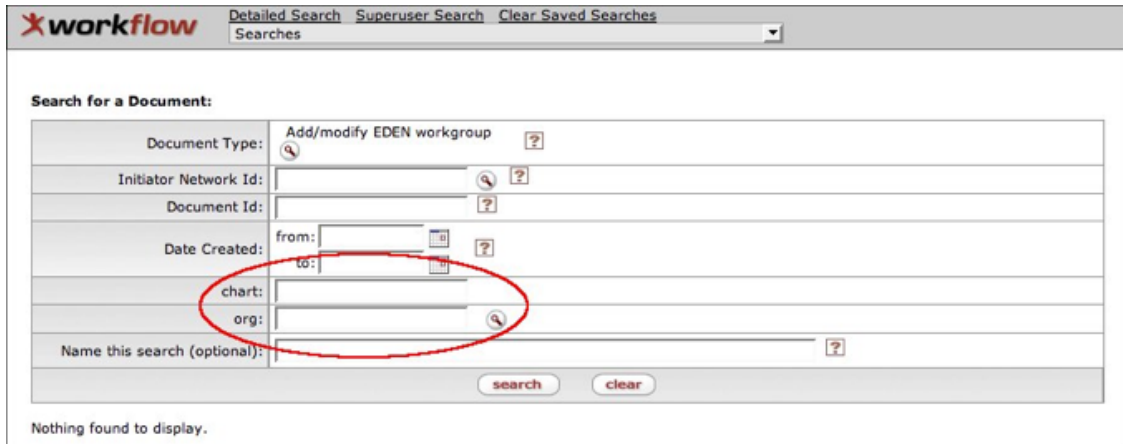 workflow
Detailed Search Superuser Search Clear Saved Searches
Searches
Search for a Document:
Document Type: Add/modify EDEN workgroup ?
Initiator Network Id: ?
Document Id: ?
Date Created: from: ?
to:
chart:
org:
Name this search (optional): ?
search clear
Nothing found to display.